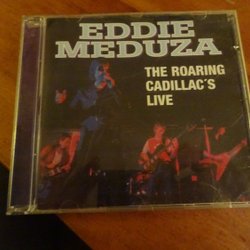 EDDIE
MEDUZA
THE ROARING
CADILLAC'S
LIVE